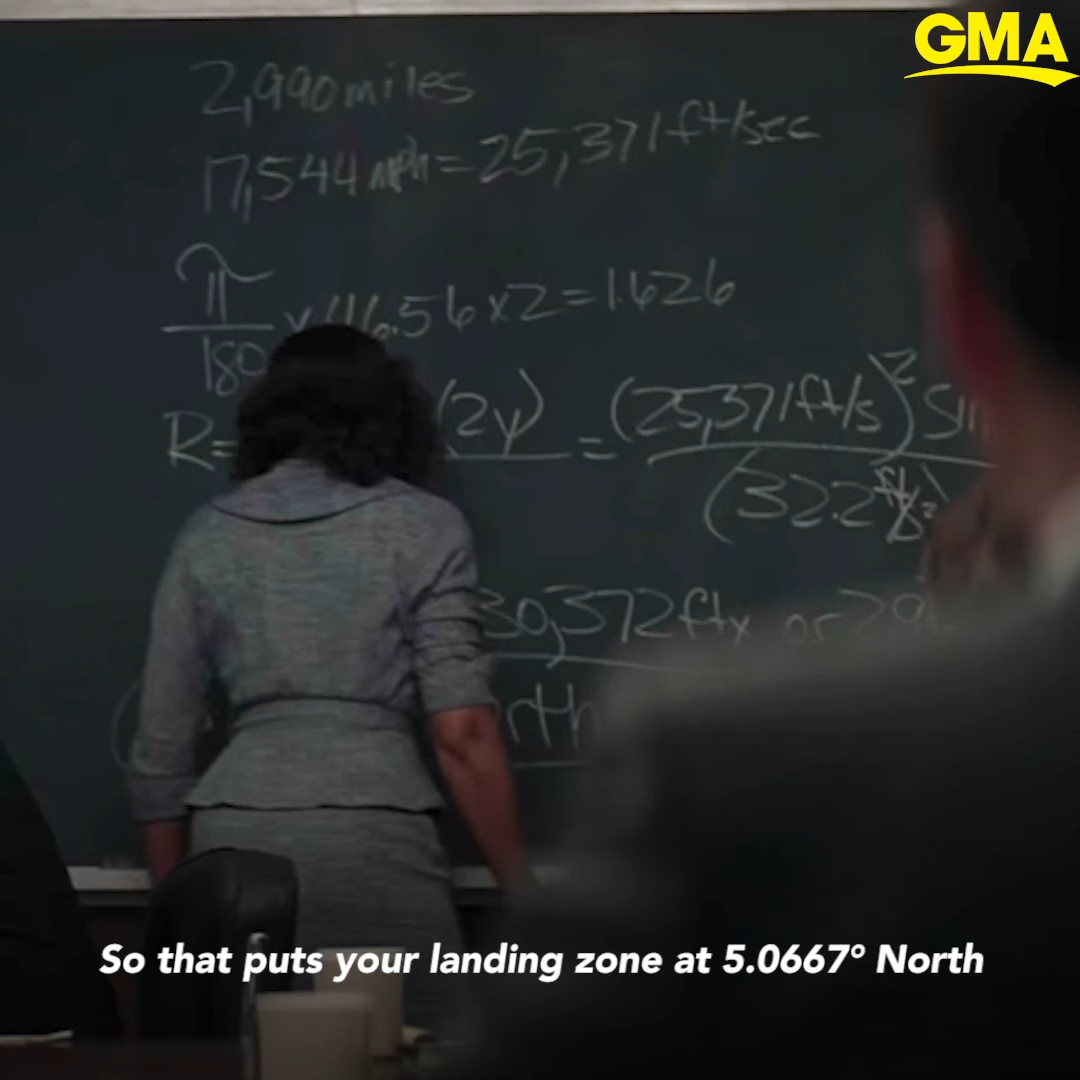 GMA
2,990 miles
17,544 mph = 25,371 ft/sec
π/180 x 46.56 x 2 = 1.626
R= (2γ) = (25,371 ft/s)² / (32.2 ft/s²)
30,372 ft or
So that puts your landing zone at 5.0667° North